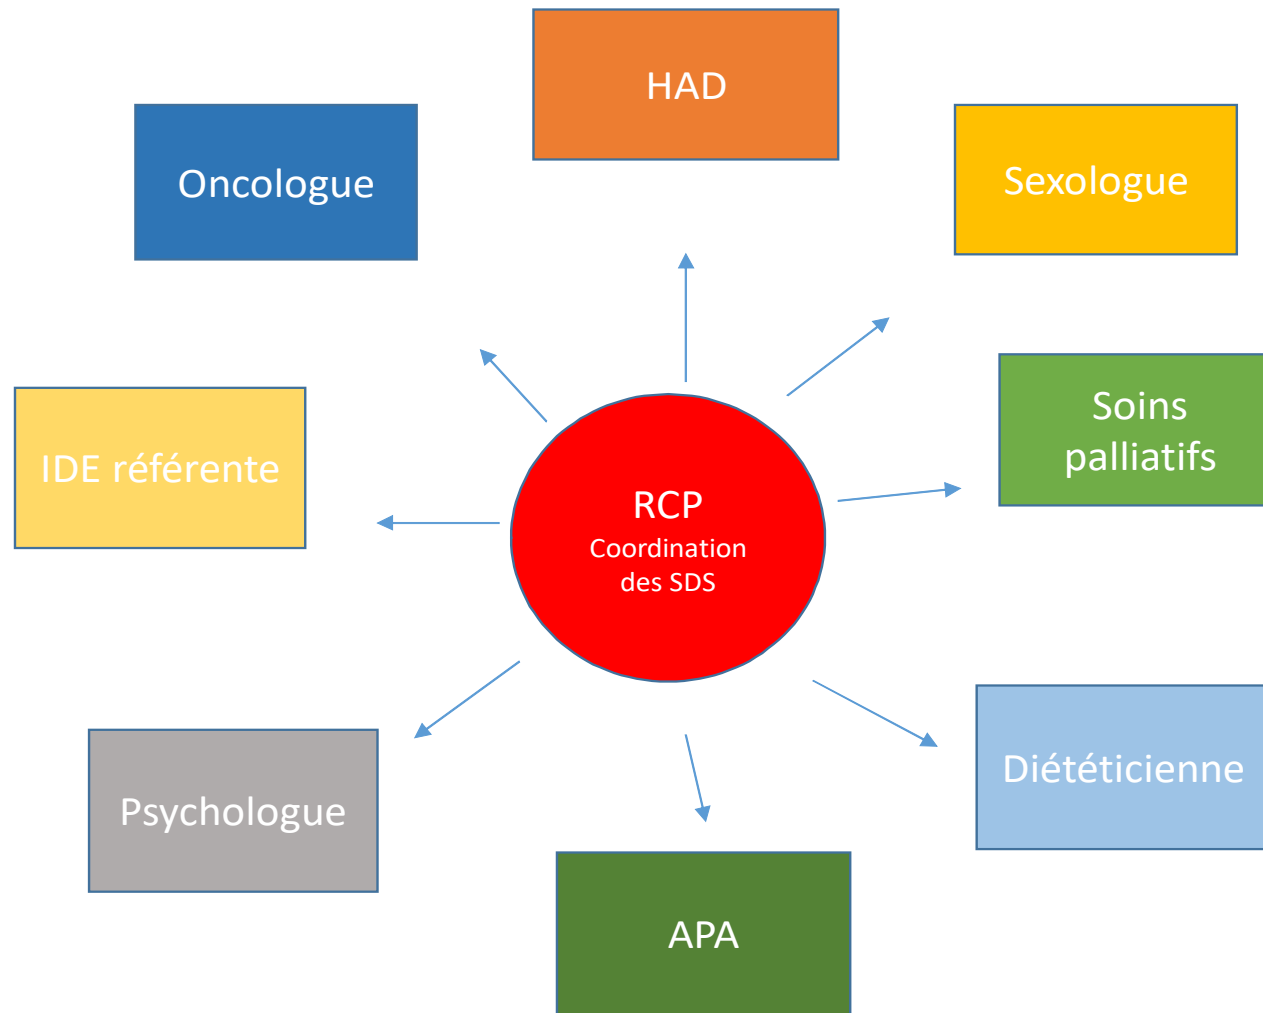 HAD
Oncologue
Sexologue
Soins
palliatifs
IDE référente
RCP
Coordination
des SDS
Diététicienne
Psychologue
APA